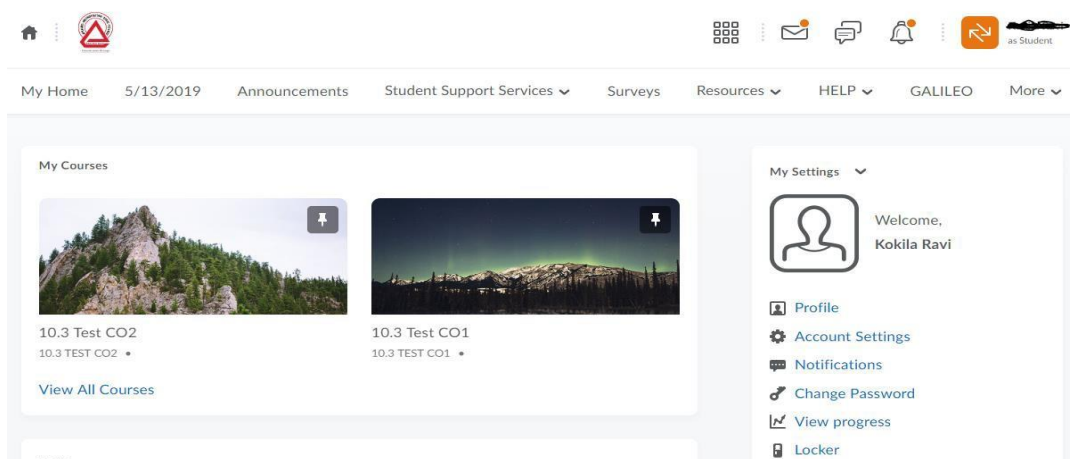 as Student
My Home 5/13/2019 Announcements Student Support Services Surveys Resources HELP GALILEO More
My Courses
10.3 Test CO2
10.3 TEST CO2 •
10.3 Test CO1
10.3 TEST CO1 •
View All Courses
My Settings
Welcome,
Kokila Ravi
Profile
Account Settings
Notifications
Change Password
View progress
Locker